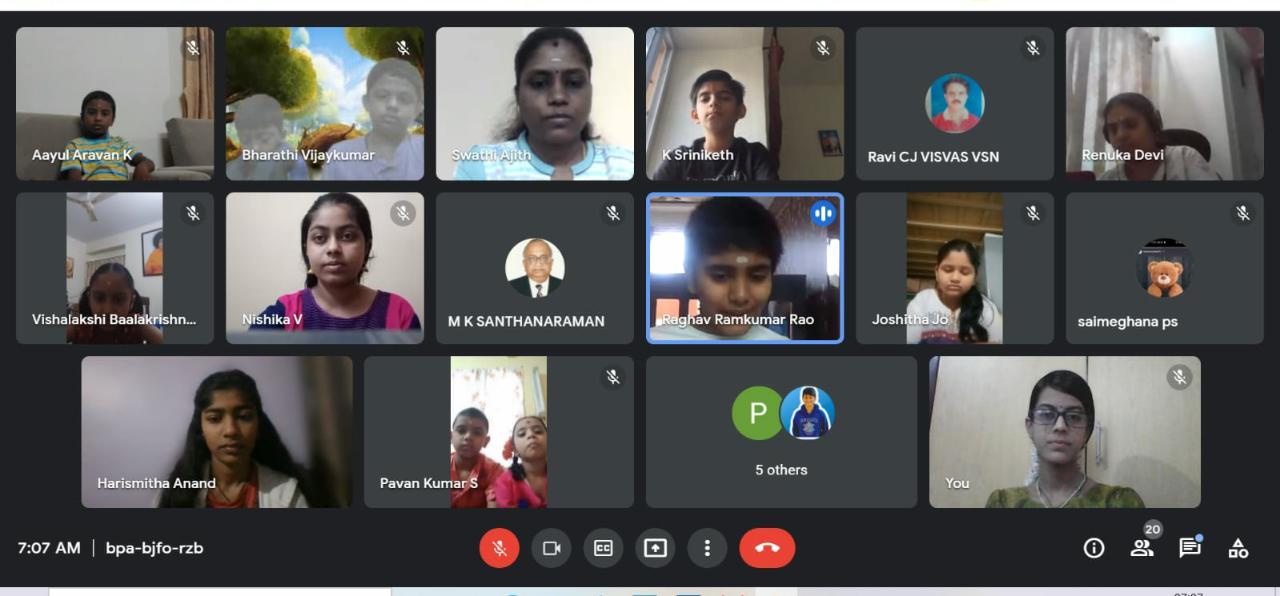 Aayul Aravan K
Bharathi Vijaykumar
Swathi Ajith
K Sriniketh
Ravi CJ VISVAS VSN
Renuka Devi
Vishalakshi Baalakrishn...
Nishika V
M K SANTHANARAMAN
Raghav Ramkumar Rao
Joshitha Jo
saimeghana ps
Harismitha Anand
Pavan Kumar S
P
5 others
You
7:07 AM | bpa-bjfo-rzb
CC
20